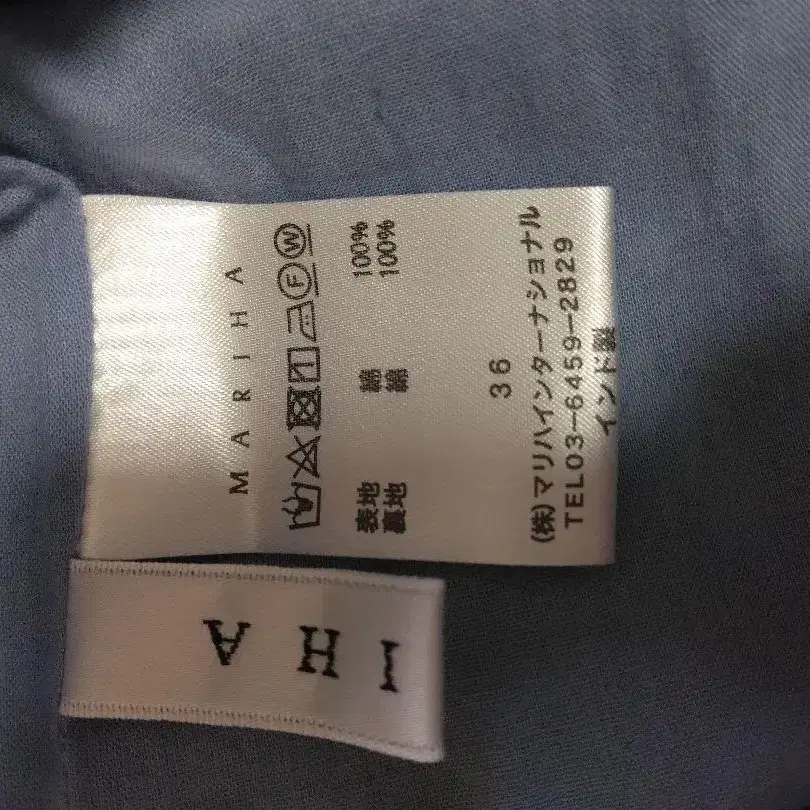 MARIHA
F W
表地 綿 100%
裏地 綿 100%
36
(株)マリハインターナショナル
TEL03-6459-2829
インド製
IHA